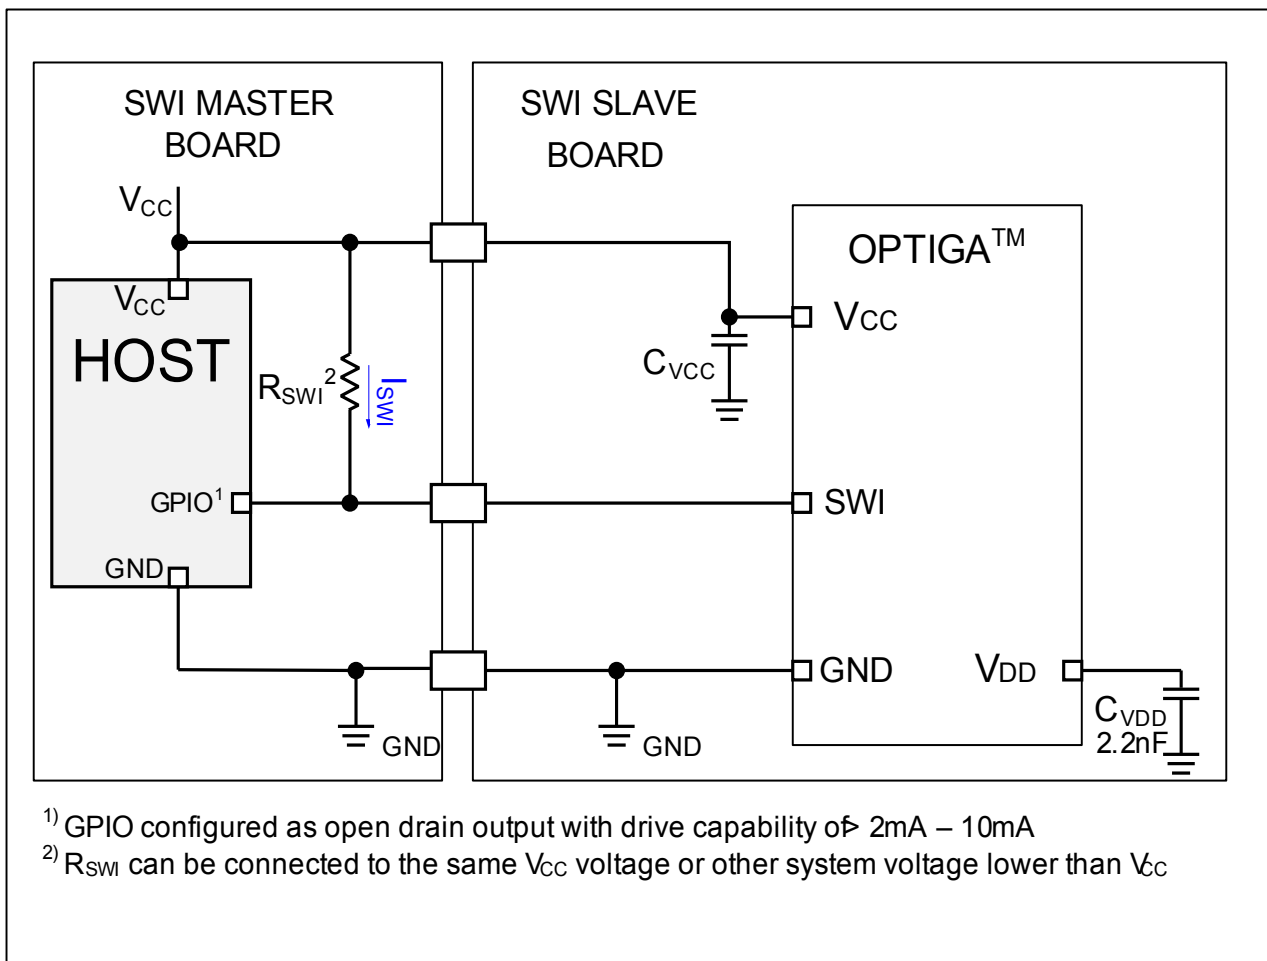 SWI MASTER
BOARD
SWI SLAVE
BOARD
VCC
VCC
HOST
RSWI2
ISWI
GPIO1
GND
GND
OPTIGATM
VCC
CVCC
SWI
GND
VDD
CVDD
2.2nF
GND
1) GPIO configured as open drain output with drive capability of> 2mA – 10mA
2) RSWI can be connected to the same VCC voltage or other system voltage lower than VCC